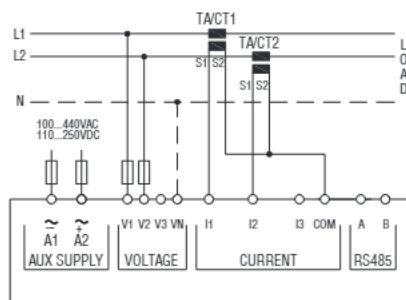 TA/CT1
L1
TA/CT2
L2
S1 S2
S1 S2
LOAD
N
100...440VAC
110...250VDC
~ ~
− +
A1 A2 V1 V2 V3 VN I1 I2 I3 COM A B
AUX SUPPLY VOLTAGE CURRENT RS485